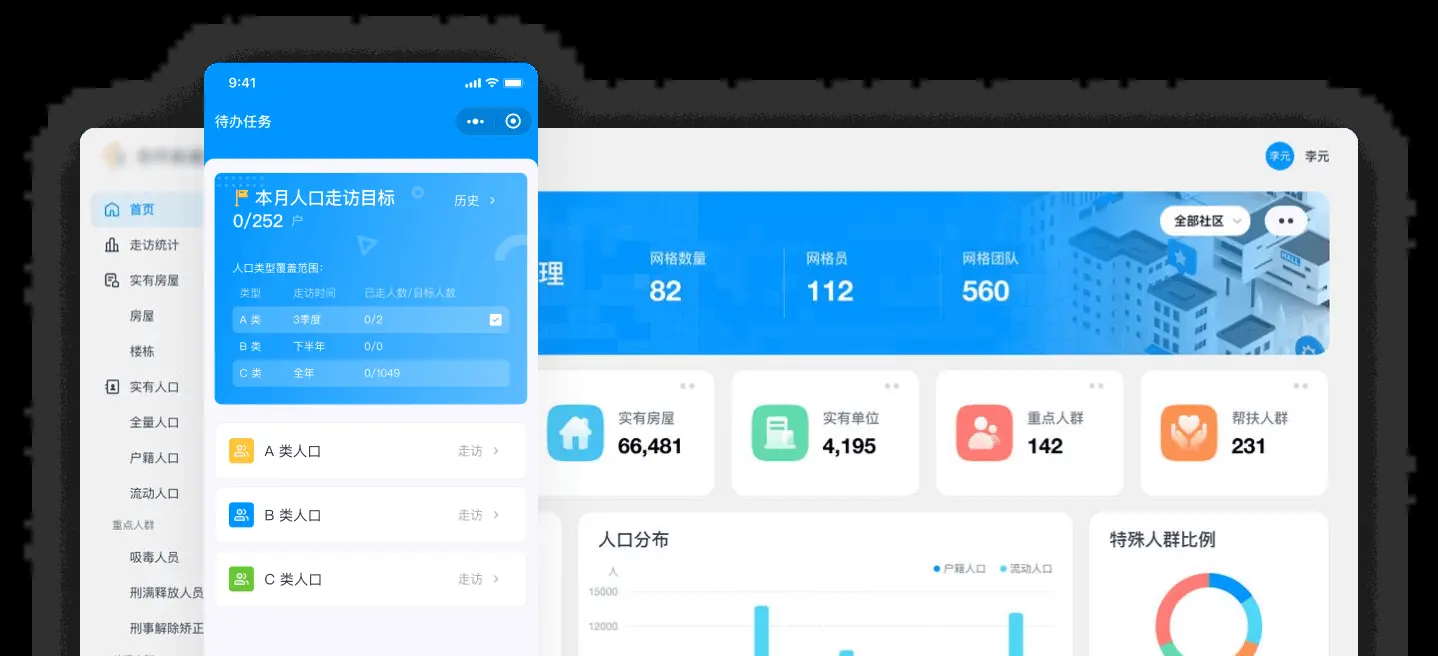 9:41
待办任务
本月人口走访目标
0/252 户
历史
人口类型覆盖范围:
类型 走访时间 已走人数/目标人数
A 类 3季度 0/2
B 类 下半年 0/0
C 类 全年 0/1049
A 类人口 走访
B 类人口 走访
C 类人口 走访
首页
走访统计
实有房屋
房屋
楼栋
实有人口
全量人口
户籍人口
流动人口
重点人群
吸毒人员
刑满释放人员
刑事解除矫正
李元 李元
理
网格数量 网格员 网格团队
82 112 560
全部社区
HALL
实有房屋
66,481
实有单位
4,195
重点人群
142
帮扶人群
231
人口分布
人
户籍人口 流动人口
15000
12000
特殊人群比例